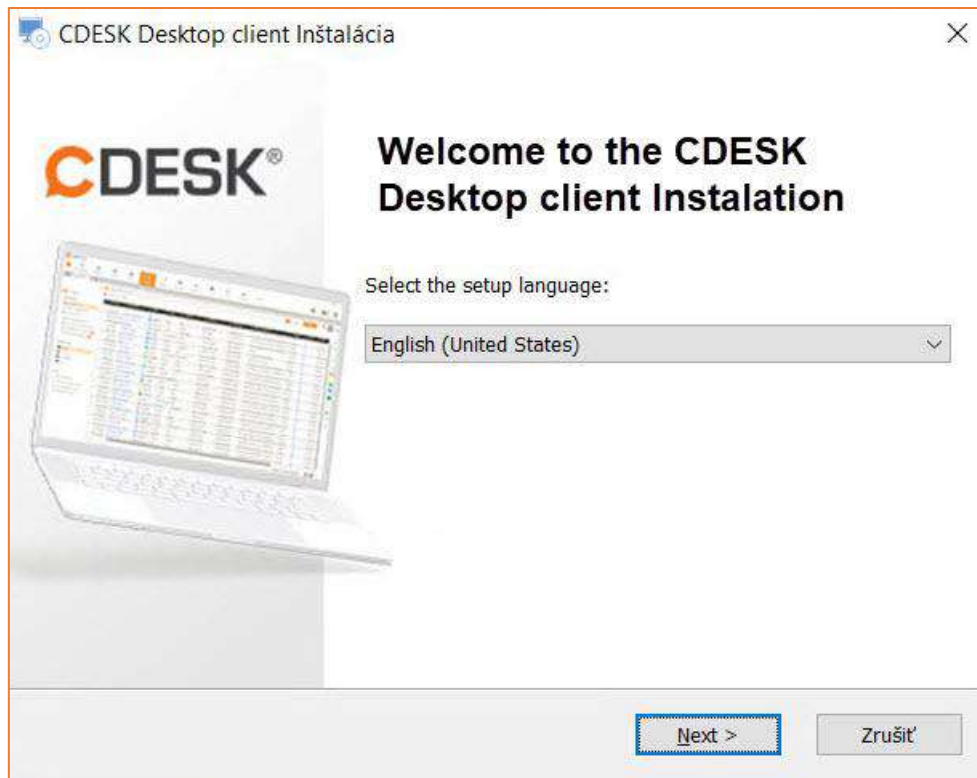 CDESK Desktop client Inštalácia
CDESK®
Welcome to the CDESK
Desktop client Instalation
Select the setup language:
English (United States)
Next >
Zrušiť